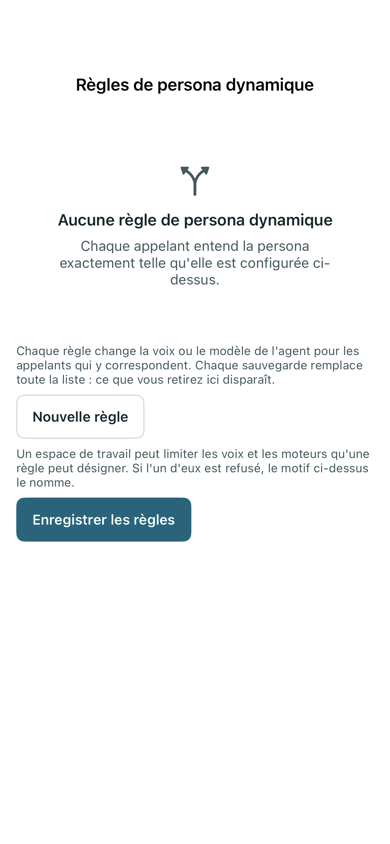 Règles de persona dynamique
Aucune règle de persona dynamique
Chaque appelant entend la persona
exactement telle qu'elle est configurée ci-
dessus.
Chaque règle change la voix ou le modèle de l'agent pour les
appelants qui y correspondent. Chaque sauvegarde remplace
toute la liste : ce que vous retirez ici disparaît.
Nouvelle règle
Un espace de travail peut limiter les voix et les moteurs qu'une
règle peut désigner. Si l'un d'eux est refusé, le motif ci-dessus
le nomme.
Enregistrer les règles